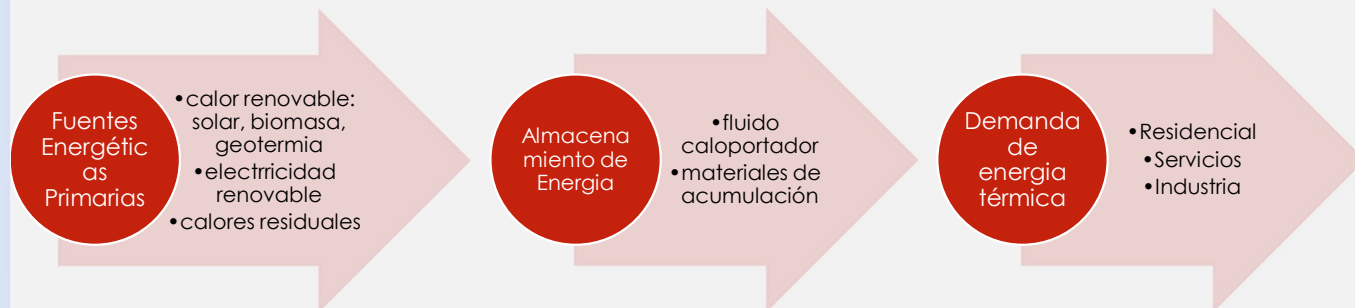 Fuentes
Energétic
as
Primarias
•calor renovable:
solar, biomasa,
geotermia
•electrricidad
renovable
•calores residuales
Almacena
miento de
Energia
•fluido
caloportador
•materiales de
acumulación
Demanda
de
energia
térmica
•Residencial
•Servicios
•Industria